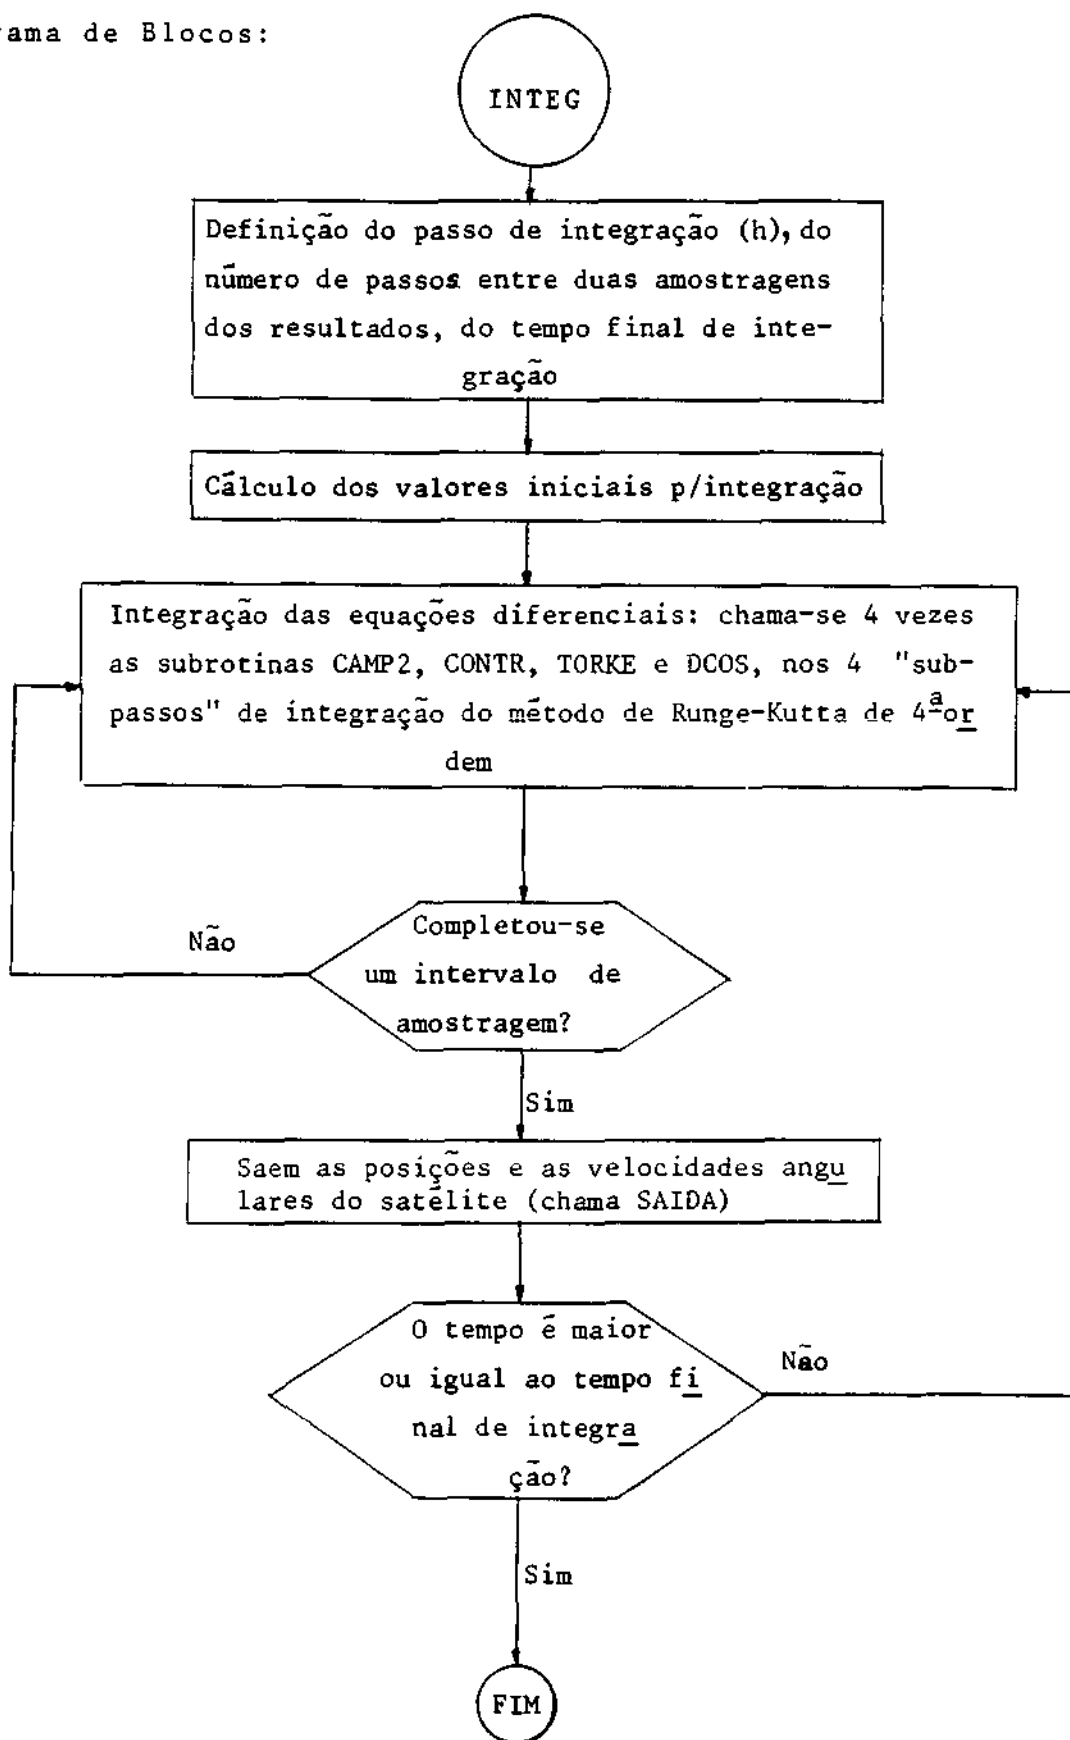 de Blocos:
INTEG
Definição do passo de integração (h), do
número de passos entre duas amostragens
dos resultados, do tempo final de inte-
gração
Cálculo dos valores iniciais p/integração
Integração das equações diferenciais: chama-se 4 vezes
as subrotinas CAMP2, CONTR, TORKE e DCOS, nos 4 "sub-
passos" de integração do método de Runge-Kutta de 4ª or
dem
Completou-se
um intervalo de
amostragem?
Não
Sim
Saem as posições e as velocidades angu
lares do satélite (chama SAIDA)
O tempo é maior
ou igual ao tempo fi
nal de integra
ção?
Não
Sim
FIM